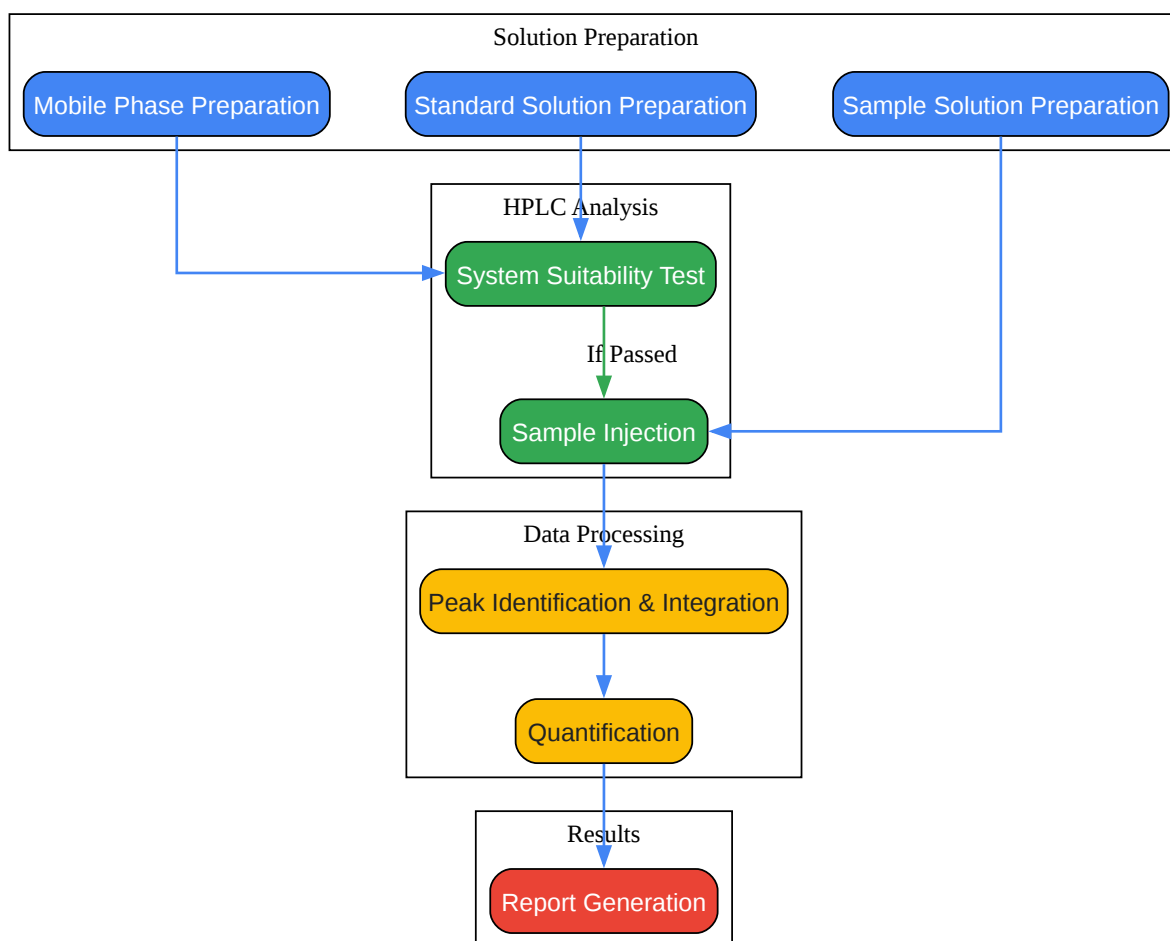 Solution Preparation
Mobile Phase Preparation
Standard Solution Preparation
Sample Solution Preparation
HPLC Analysis
System Suitability Test
If Passed
Sample Injection
Data Processing
Peak Identification & Integration
Quantification
Results
Report Generation